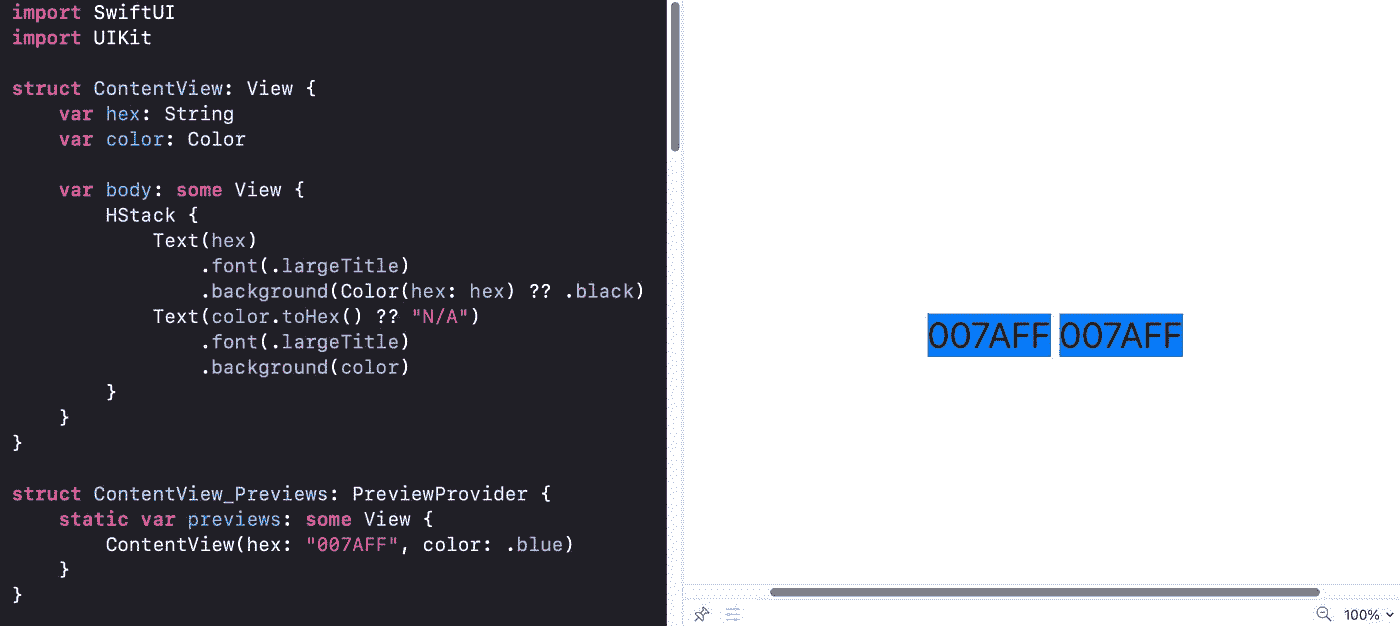 import SwiftUI
import UIKit
struct ContentView: View {
    var hex: String
    var color: Color
    var body: some View {
        HStack {
            Text(hex)
                .font(.largeTitle)
                .background(Color(hex: hex) ?? .black)
            Text(color.toHex() ?? "N/A")
                .font(.largeTitle)
                .background(color)
        }
    }
}
struct ContentView_Previews: PreviewProvider {
    static var previews: some View {
        ContentView(hex: "007AFF", color: .blue)
    }
}
007AFF 007AFF
100%